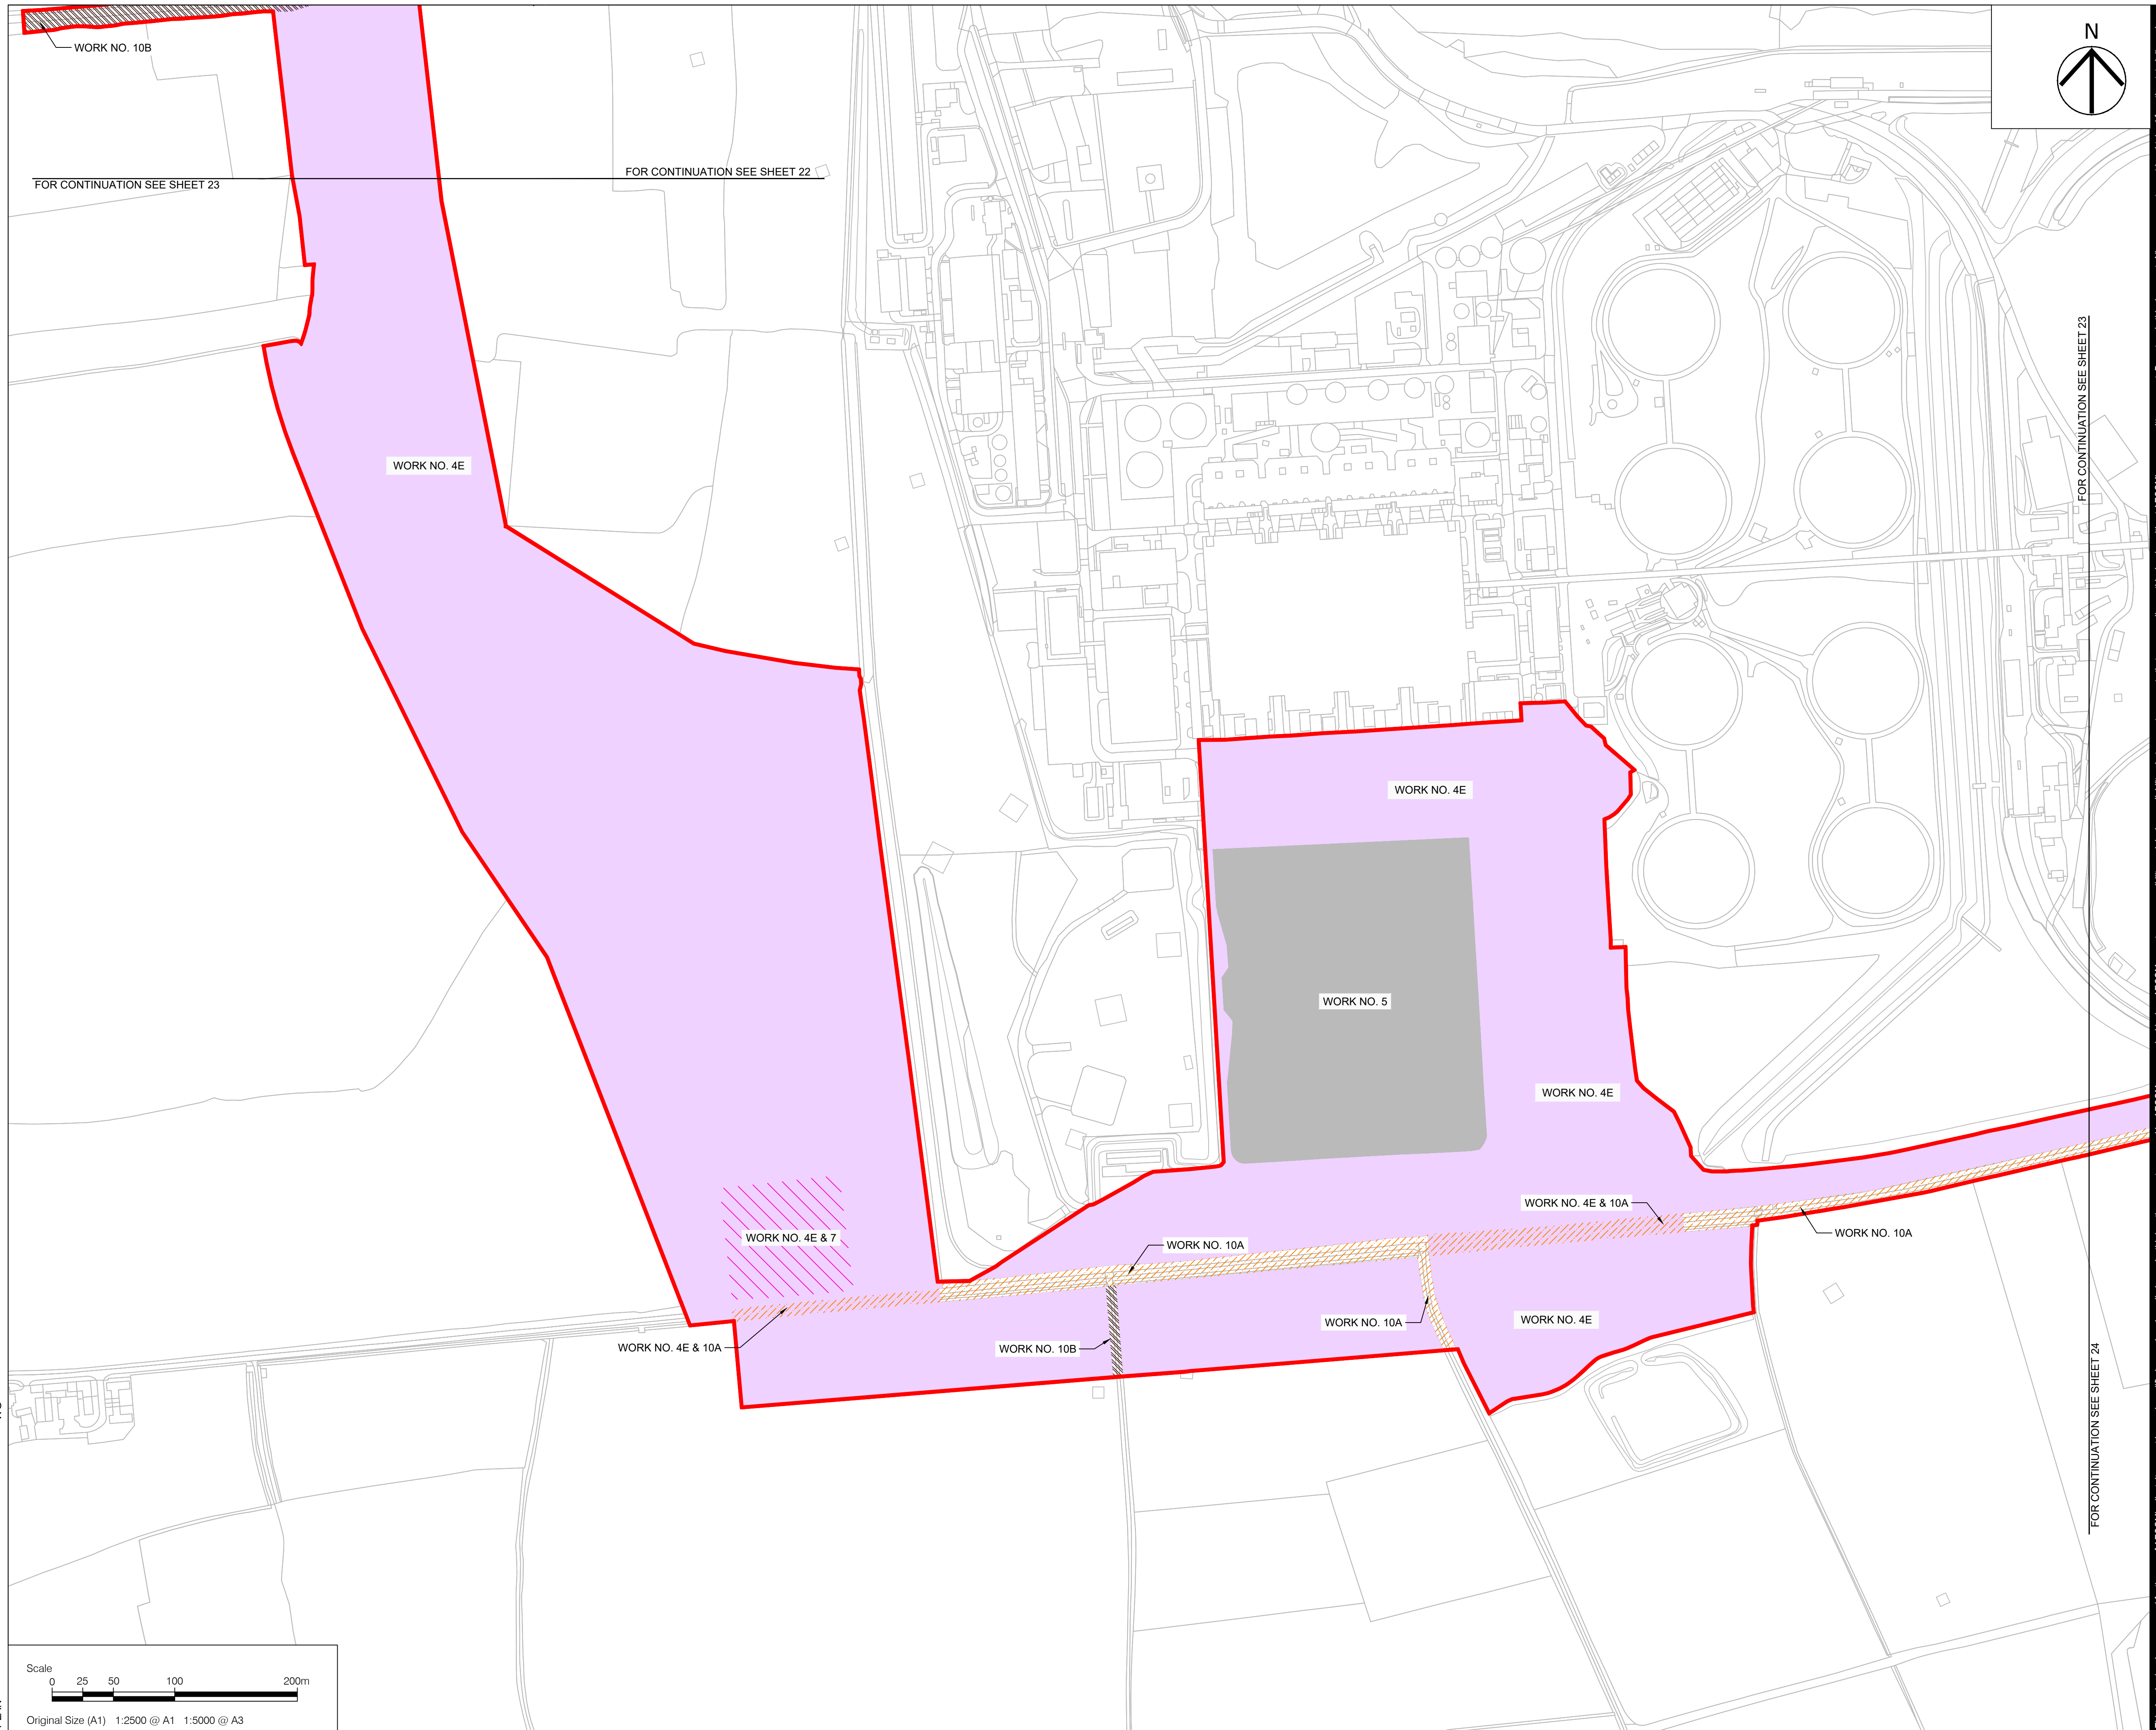 WORK NO. 10B
N
FOR CONTINUATION SEE SHEET 22
FOR CONTINUATION SEE SHEET 23
FOR CONTINUATION SEE SHEET 23
WORK NO. 4E
WORK NO. 4E
WORK NO. 5
WORK NO. 4E
WORK NO. 4E & 10A
WORK NO. 4E & 7
WORK NO. 10A
WORK NO. 10A
WORK NO. 10A
WORK NO. 4E
WORK NO. 4E & 10A
WORK NO. 10B
FOR CONTINUATION SEE SHEET 24
Scale
0 25 50 100 200m
Original Size (A1) 1:2500 @ A1 1:5000 @ A3